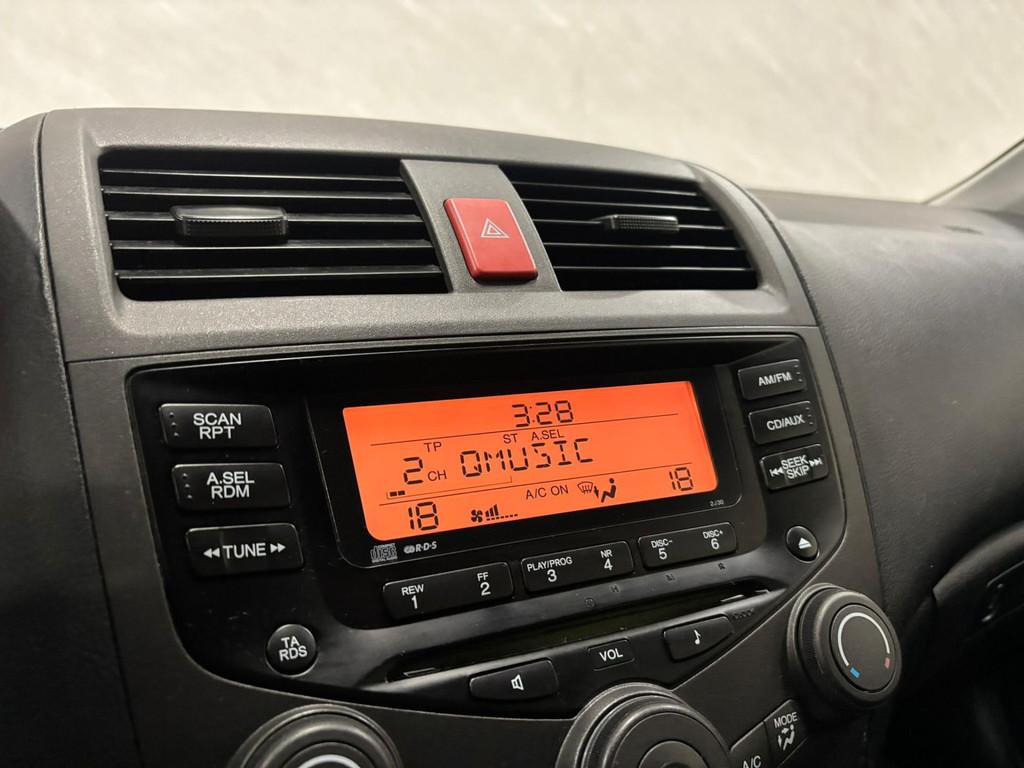 SCAN
RPT
A.SEL
RDM
TUNE
TA
RDS
3:28
TP ST A.SEL
2 CH QMUSIC
A/C ON
18 18
2J30
disc R·D·S
REW
1
FF
2
PLAY/PROG
3
NR
4
DISC-
5
DISC+
6
AM/FM
CD/AUX
SEEK
SKIP
VOL
MODE
A/C